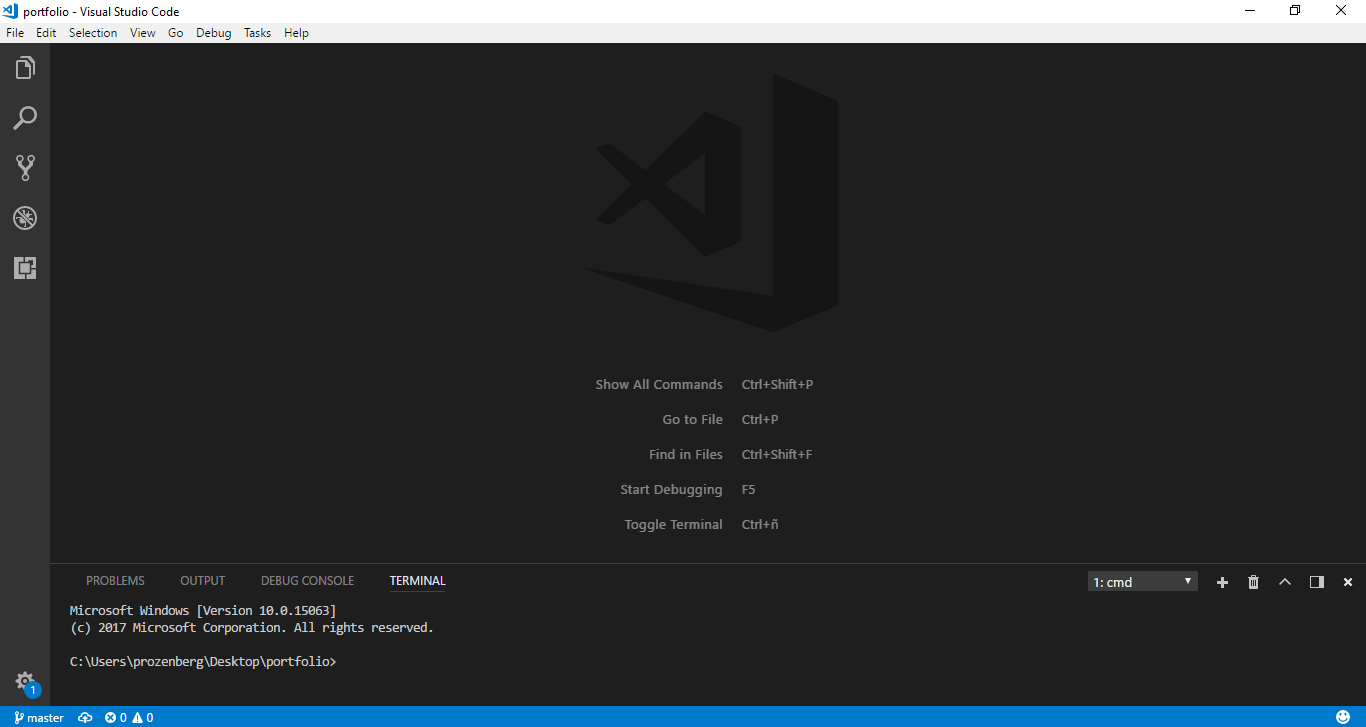 portfolio - Visual Studio Code
File Edit Selection View Go Debug Tasks Help
Show All Commands Ctrl+Shift+P
Go to File Ctrl+P
Find in Files Ctrl+Shift+F
Start Debugging F5
Toggle Terminal Ctrl+ñ
PROBLEMS OUTPUT DEBUG CONSOLE TERMINAL 1: cmd
Microsoft Windows [Version 10.0.15063]
(c) 2017 Microsoft Corporation. All rights reserved.
C:\Users\prozenberg\Desktop\portfolio>
1
master 0 0